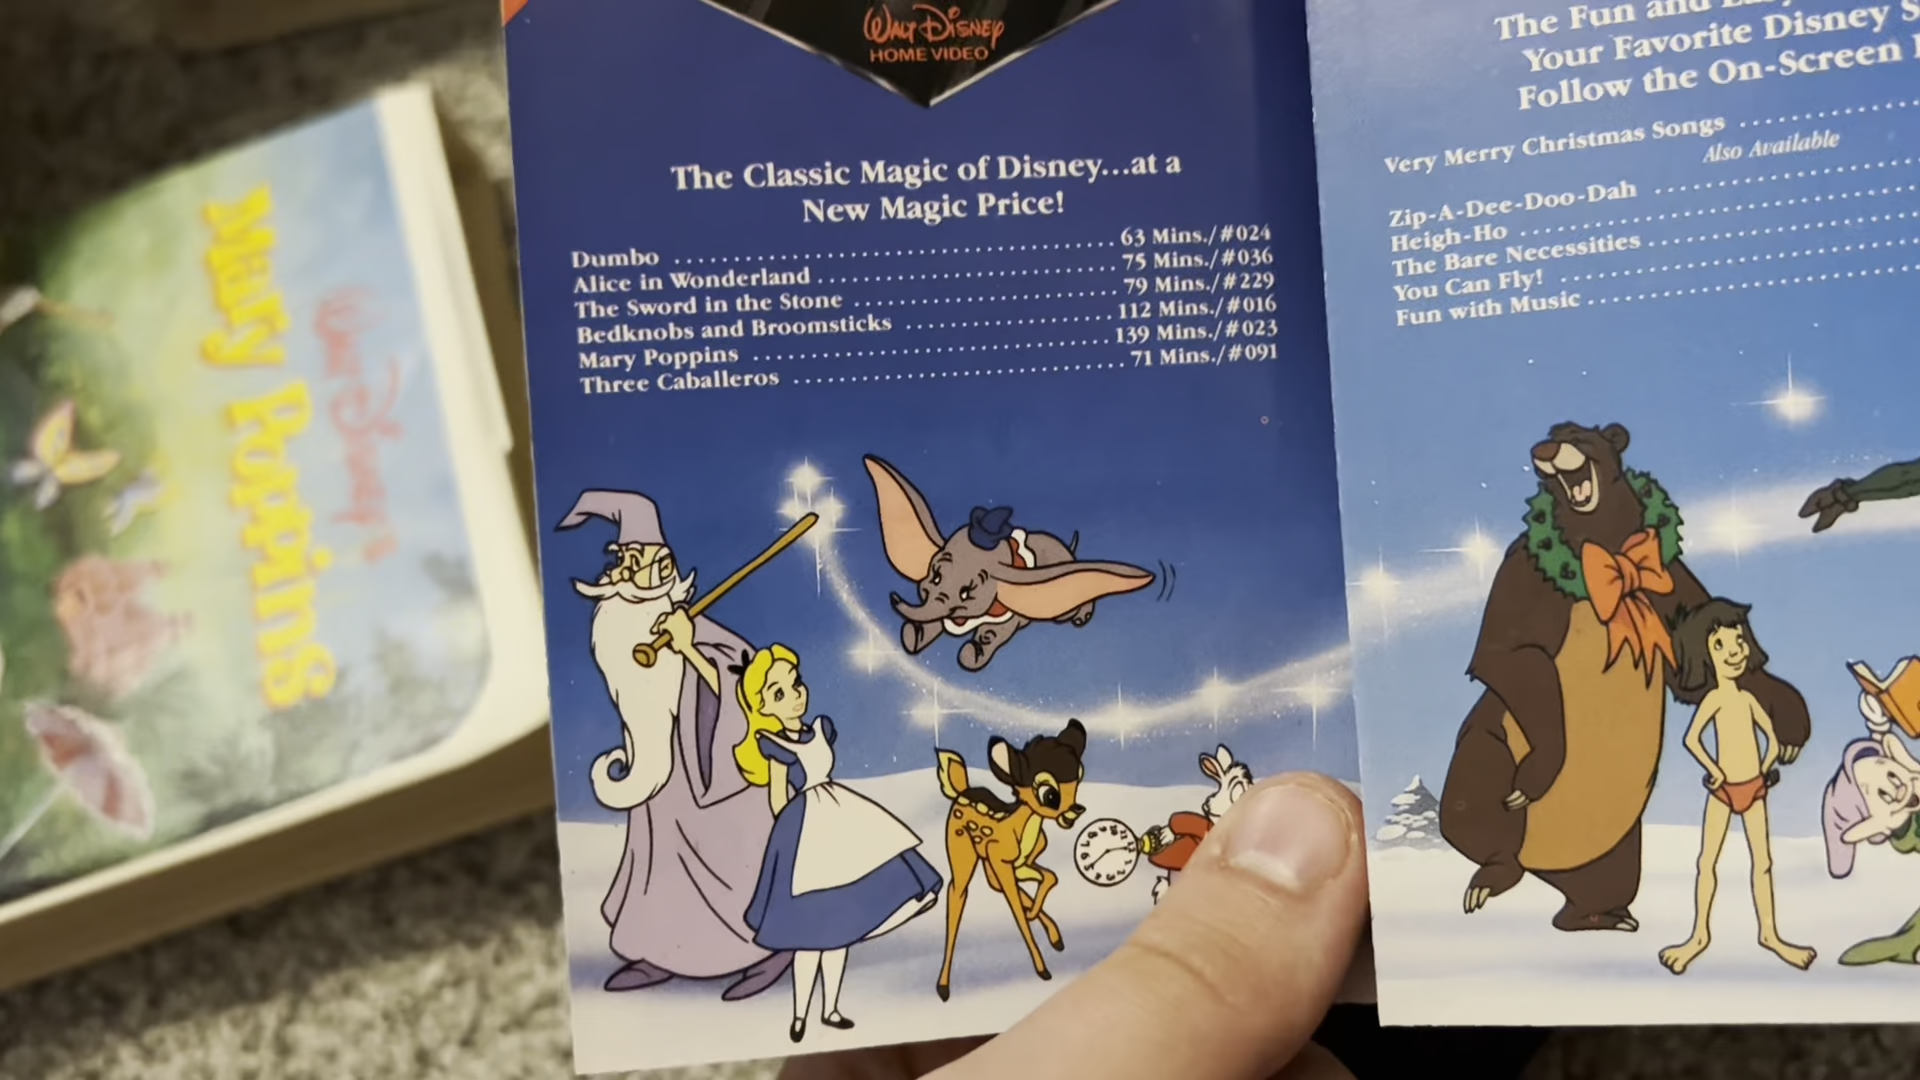 Walt Disney's
Mary Poppins
WALT DISNEY
HOME VIDEO
The Classic Magic of Disney...at a
New Magic Price!
Dumbo ........................................ 63 Mins./#024
Alice in Wonderland ........................... 75 Mins./#036
The Sword in the Stone ........................ 79 Mins./#229
Bedknobs and Broomsticks .................... 112 Mins./#016
Mary Poppins .................................. 139 Mins./#023
Three Caballeros ............................... 71 Mins./#091
The Fun and
Your Favorite Disney
Follow the On-Screen
Very Merry Christmas Songs ................
Also Available
Zip-A-Dee-Doo-Dah ........................
Heigh-Ho ...................................
The Bare Necessities .......................
You Can Fly! ...............................
Fun with Music .............................